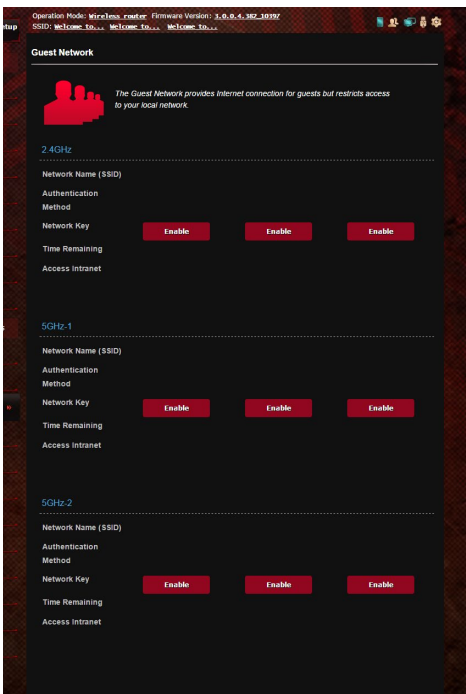 Operation Mode: Wireless router Firmware Version: 3.0.0.4.382_10397
SSID: Welcome to... Welcome to... Welcome to...
etup
Guest Network
The Guest Network provides Internet connection for guests but restricts access
to your local network.
2.4GHz
Network Name (SSID)
Authentication
Method
Network Key Enable Enable Enable
Time Remaining
Access Intranet
5GHz-1
Network Name (SSID)
Authentication
Method
Network Key Enable Enable Enable
Time Remaining
Access Intranet
5GHz-2
Network Name (SSID)
Authentication
Method
Network Key Enable Enable Enable
Time Remaining
Access Intranet